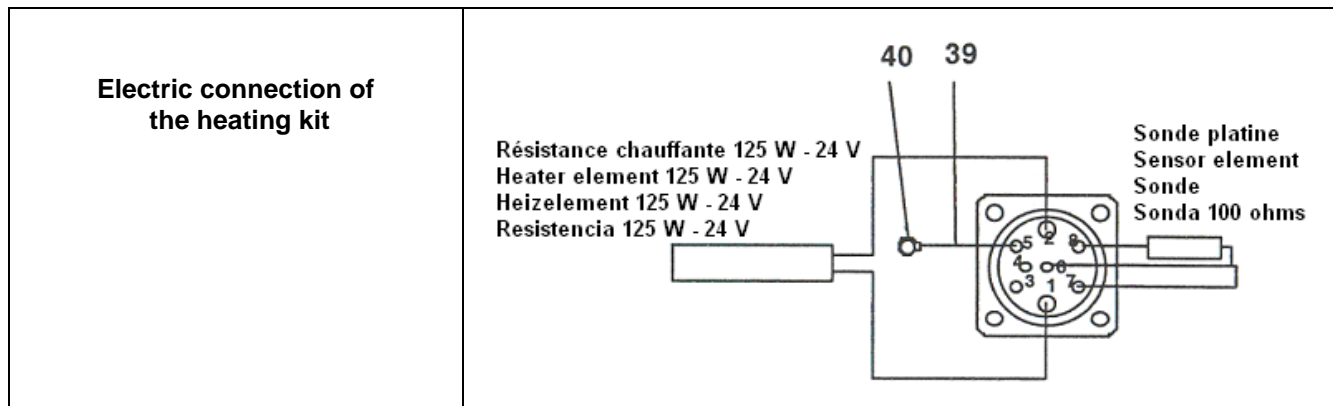 Electric connection of
the heating kit
40 39
Résistance chauffante 125 W - 24 V
Heater element 125 W - 24 V
Heizelement 125 W - 24 V
Resistencia 125 W - 24 V
Sonde platine
Sensor element
Sonde
Sonda 100 ohms
5 2 8
4 6
3 1 7